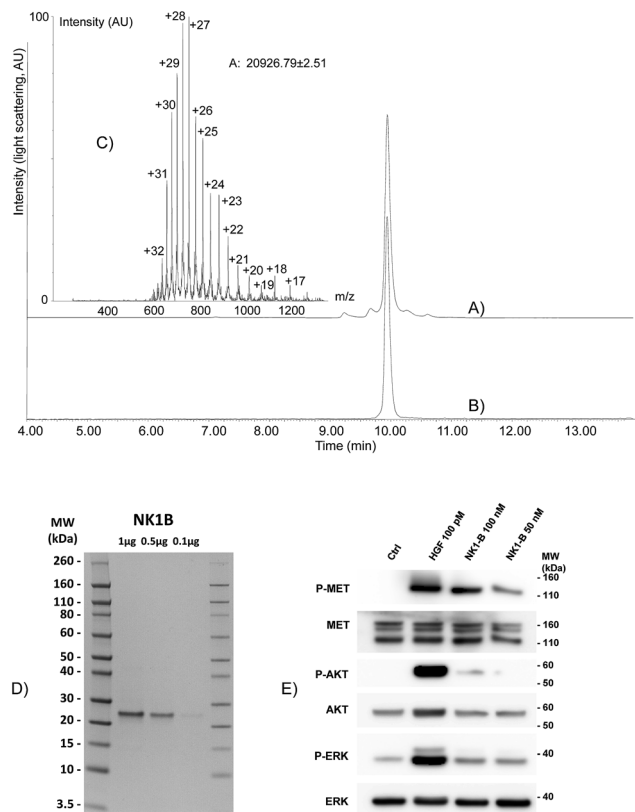 100
Intensity (AU)
+28
+27
+29
A: 20926.79±2.51
+30
+26
+25
C)
+31
+24
+23
+22
+32
+21
+20
+18
+19
+17
0
m/z
400
600
800
1000
1200
Intensity (light scattering, AU)
A)
B)
4.00
5.00
6.00
7.00
8.00
9.00
10.00
11.00
12.00
13.00
Time (min)
D)
MW
(kDa)
NK1B
1µg 0.5µg 0.1µg
260 -
160 -
110 -
80 -
60 -
50 -
40 -
30 -
20 -
15 -
10 -
3.5 -
E)
Ctrl
HGF 100 pM
NK1-B 100 nM
NK1-B 50 nM
MW
(kDa)
P-MET
- 160
- 110
MET
- 160
- 110
P-AKT
- 60
- 50
AKT
- 60
- 50
P-ERK
- 40
ERK
- 40